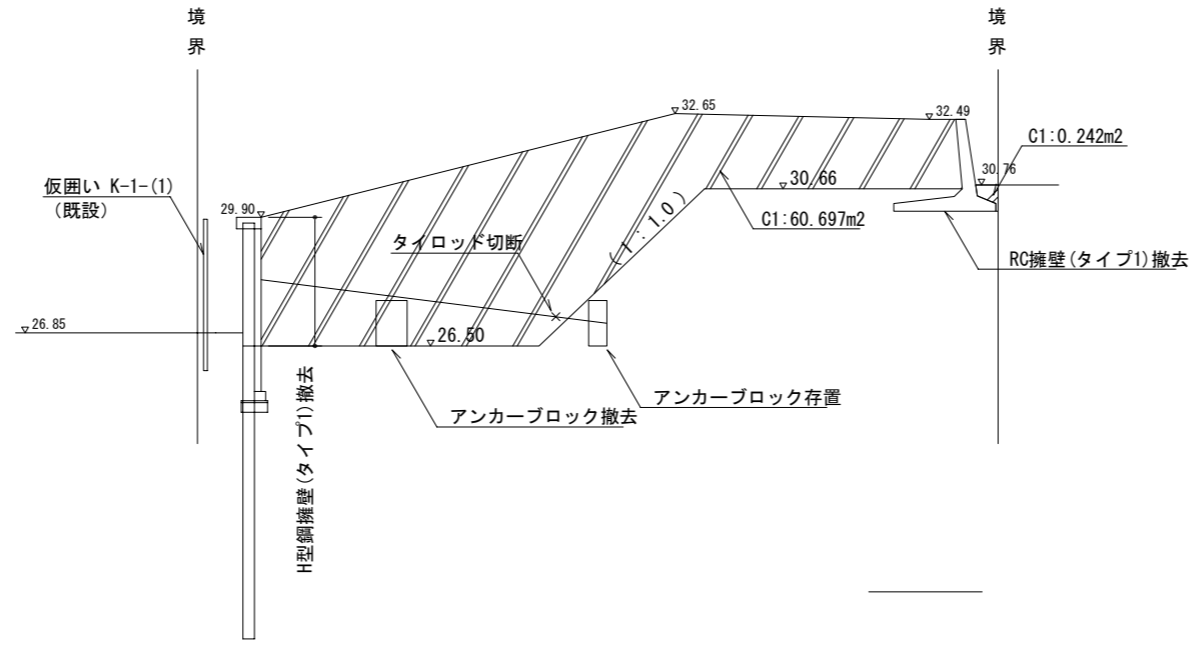 境界
境界
32.65
32.49
C1:0.242m2
30.76
仮囲い K-1-(1)
(既設)
29.90
30.66
(1:1.0)
C1:60.697m2
タイロッド切断
RC擁壁(タイプ1)撤去
26.85
26.50
アンカーブロック存置
アンカーブロック撤去
H型鋼擁壁(タイプ1)撤去